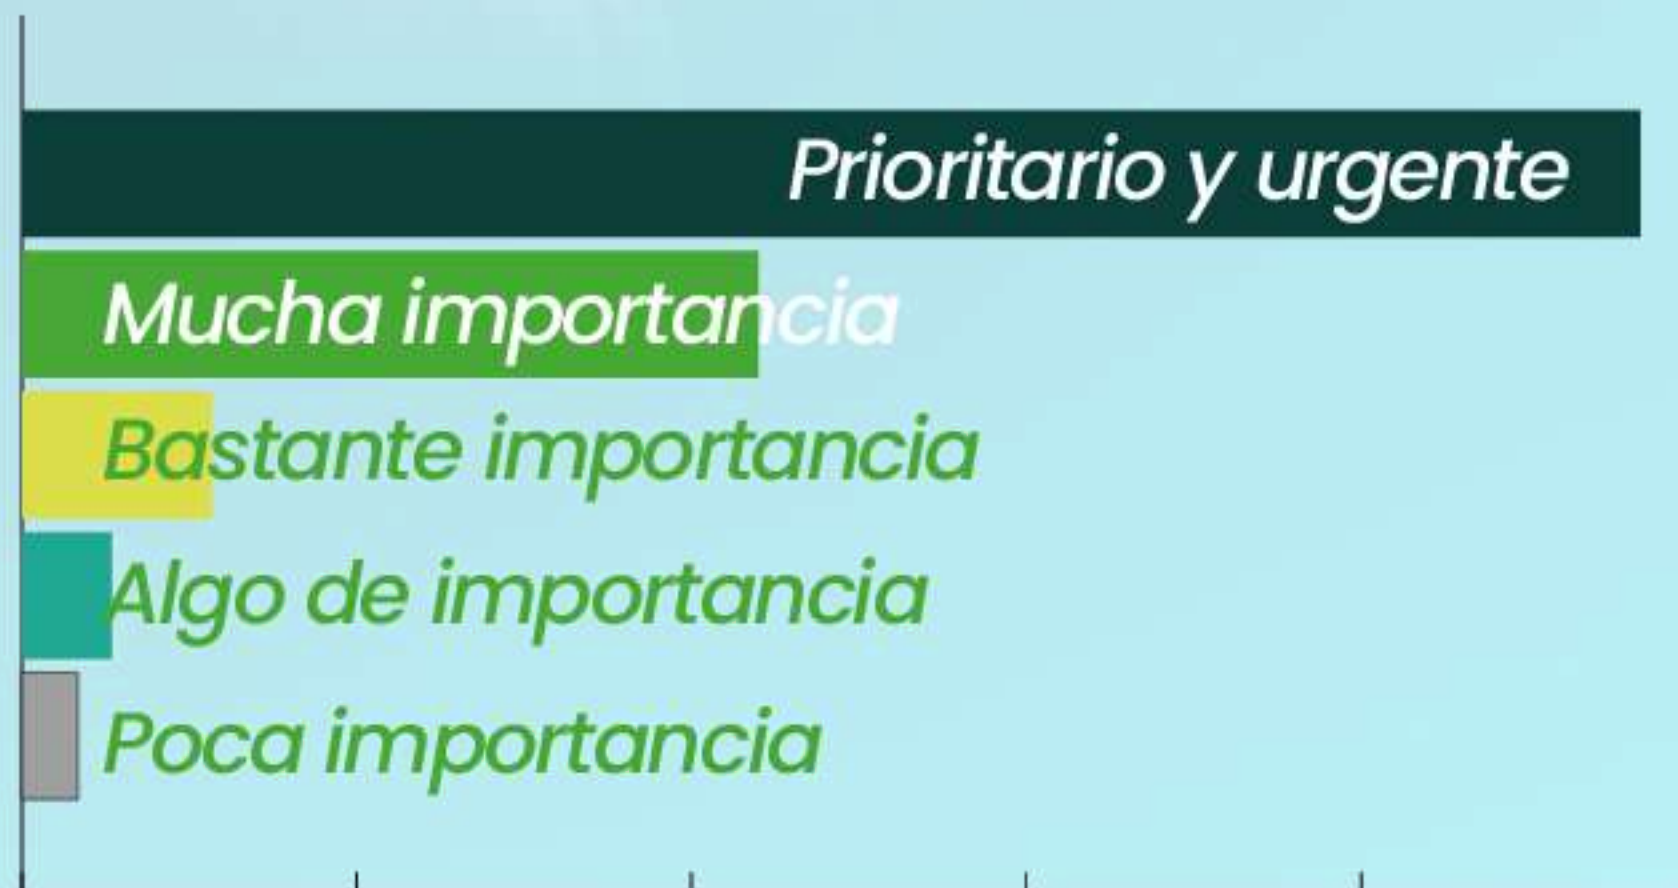 Prioritario y urgente
Mucha importancia
Bastante importancia
Algo de importancia
Poca importancia